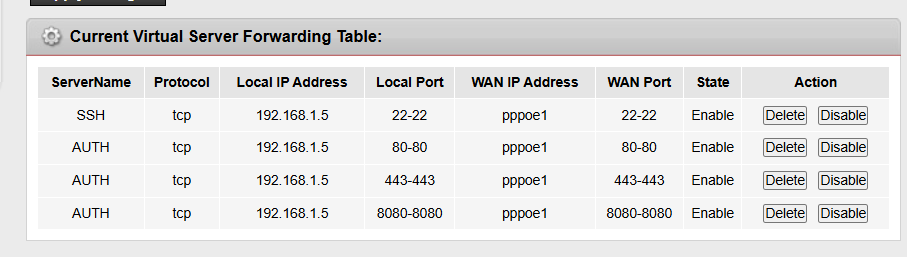 Current Virtual Server Forwarding Table:
ServerName Protocol Local IP Address Local Port WAN IP Address WAN Port State Action
SSH tcp 192.168.1.5 22-22 pppoe1 22-22 Enable Delete Disable
AUTH tcp 192.168.1.5 80-80 pppoe1 80-80 Enable Delete Disable
AUTH tcp 192.168.1.5 443-443 pppoe1 443-443 Enable Delete Disable
AUTH tcp 192.168.1.5 8080-8080 pppoe1 8080-8080 Enable Delete Disable